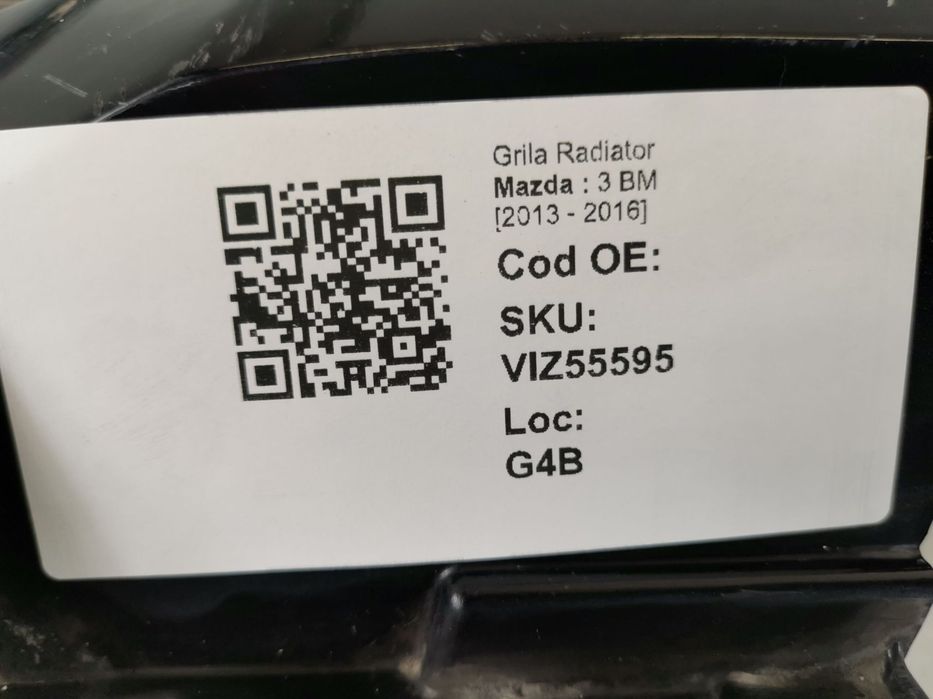 Grila Radiator
Mazda : 3 BM
[2013 - 2016]
Cod OE:
SKU:
VIZ55595
Loc:
G4B